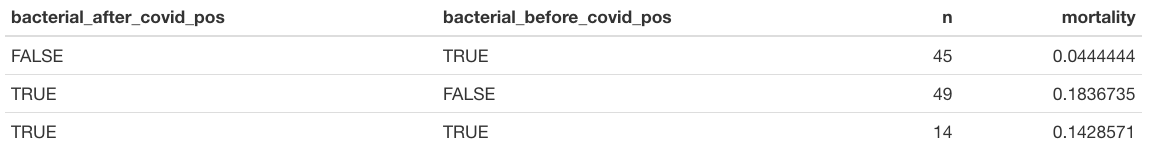 bacterial_after_covid_pos bacterial_before_covid_pos n mortality
FALSE TRUE 45 0.0444444
TRUE FALSE 49 0.1836735
TRUE TRUE 14 0.1428571